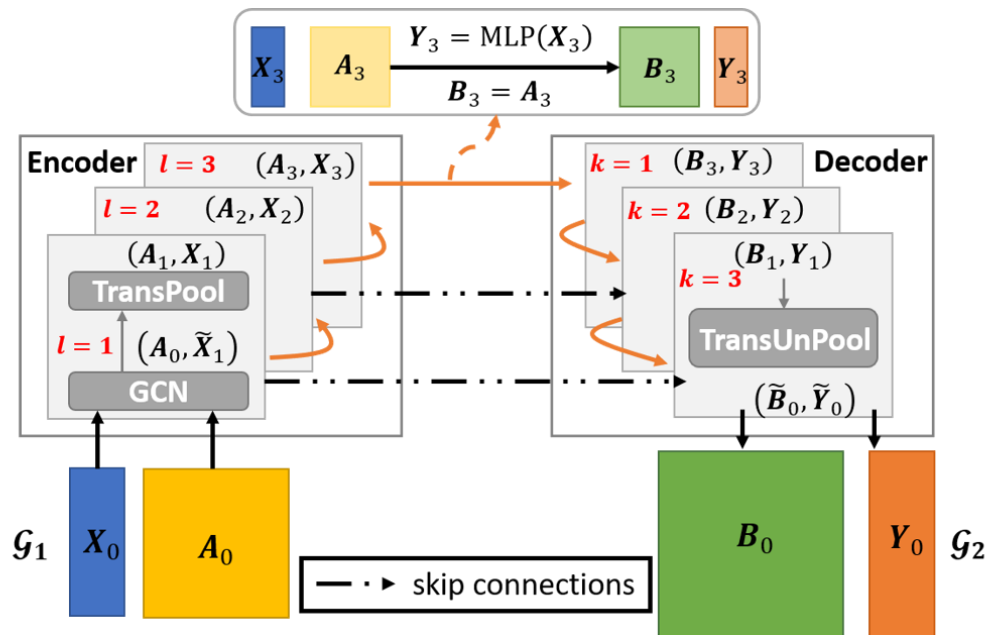 X₃
A₃
Y₃ = MLP(X₃)
B₃ = A₃
B₃
Y₃
Encoder
l = 3
(A₃, X₃)
l = 2
(A₂, X₂)
(A₁, X₁)
TransPool
l = 1
(A₀, X̃₁)
GCN
Decoder
k = 1
(B₃, Y₃)
k = 2
(B₂, Y₂)
(B₁, Y₁)
k = 3
TransUnPool
(B̃₀, Ỹ₀)
𝒢₁
X₀
A₀
skip connections
B₀
Y₀
𝒢₂